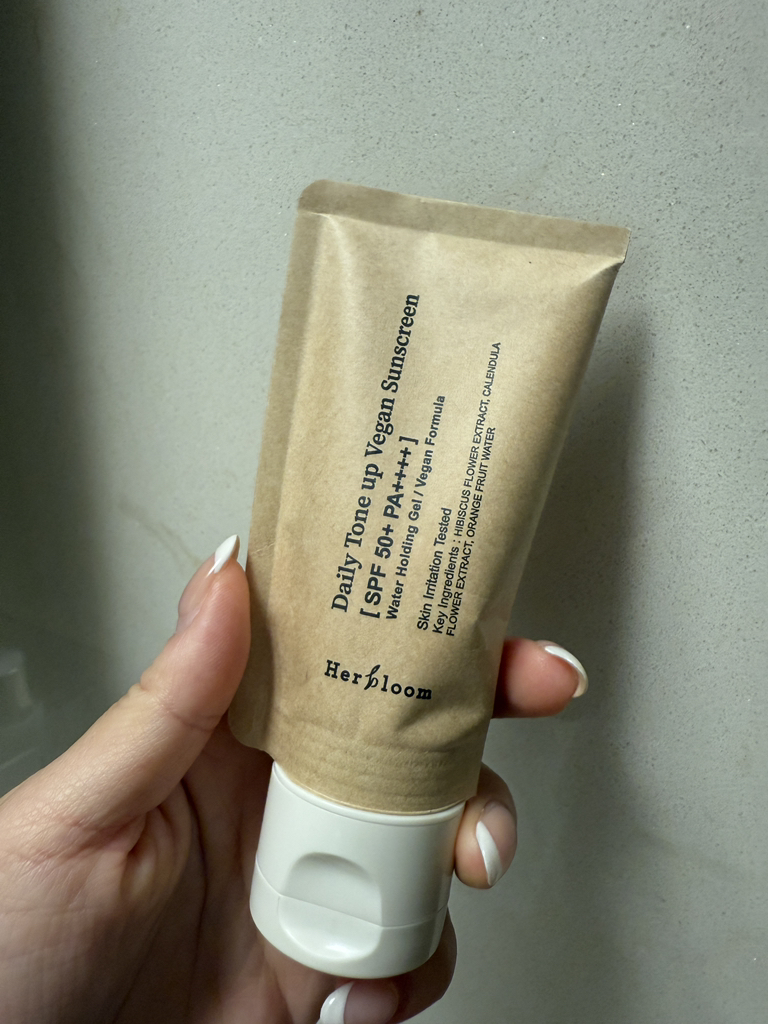 Daily Tone up Vegan Sunscreen
[ SPF 50+ PA++++ ]
Water Holding Gel / Vegan Formula
Skin Irritation Tested
Key Ingredients : HIBISCUS FLOWER EXTRACT, CALENDULA
FLOWER EXTRACT, ORANGE FRUIT WATER
Herbloom